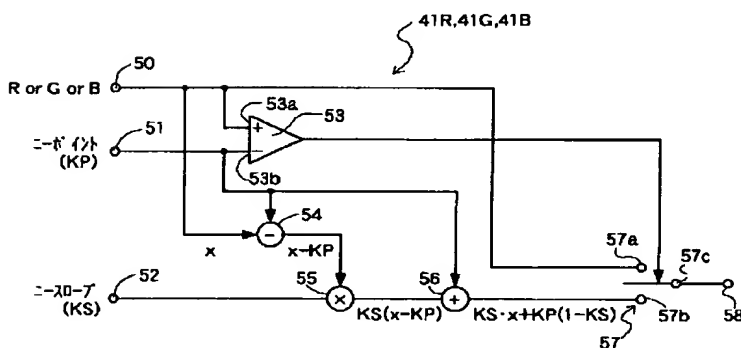 41R,41G,41B
50
R or G or B
53a
53
+
51
ニーポイント
(KP)
−
53b
54
−
x
x−KP
57a
57c
52
ニースロープ
(KS)
55
×
KS(x−KP)
56
+
KS・x+KP(1−KS)
57b
57
58